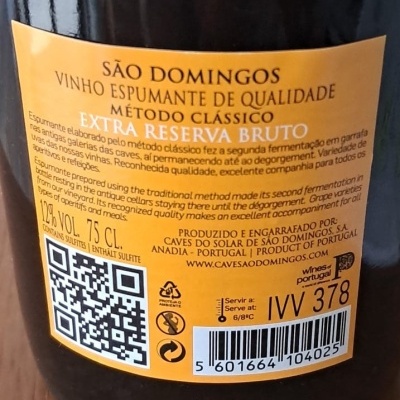 SÃO DOMINGOS
VINHO ESPUMANTE DE QUALIDADE
MÉTODO CLÁSSICO
EXTRA RESERVA BRUTO
Espumante elaborado pelo método clássico fez a segunda fermentação em garrafa
nas antigas galerias das caves, aí permanecendo até ao degorgement. Variedade de
uvas das nossas vinhas. Reconhecida qualidade, excelente companhia para todos os
aperitivos e refeições.
Espumante prepared using the traditional method made its second fermentation in
bottle resting in the antique cellars staying there until the dégorgement. Grape varieties
from our vineyard. Its recognized quality makes an excellent accompaniment for all
types of aperitifs and meals.
12% VOL. 75 CL.
CONTAINS SULFITES | ENTHÄLT SULFITE
PRODUZIDO E ENGARRAFADO POR:
CAVES DO SOLAR DE SÃO DOMINGOS, S.A.
ANADIA - PORTUGAL | PRODUCT OF PORTUGAL
WWW.CAVESAODOMINGOS.COM
wines of
portugal
PROTEJA O
AMBIENTE
Servir a:
Serve at:
6/8ºC
IVV 378
5 601664 104025